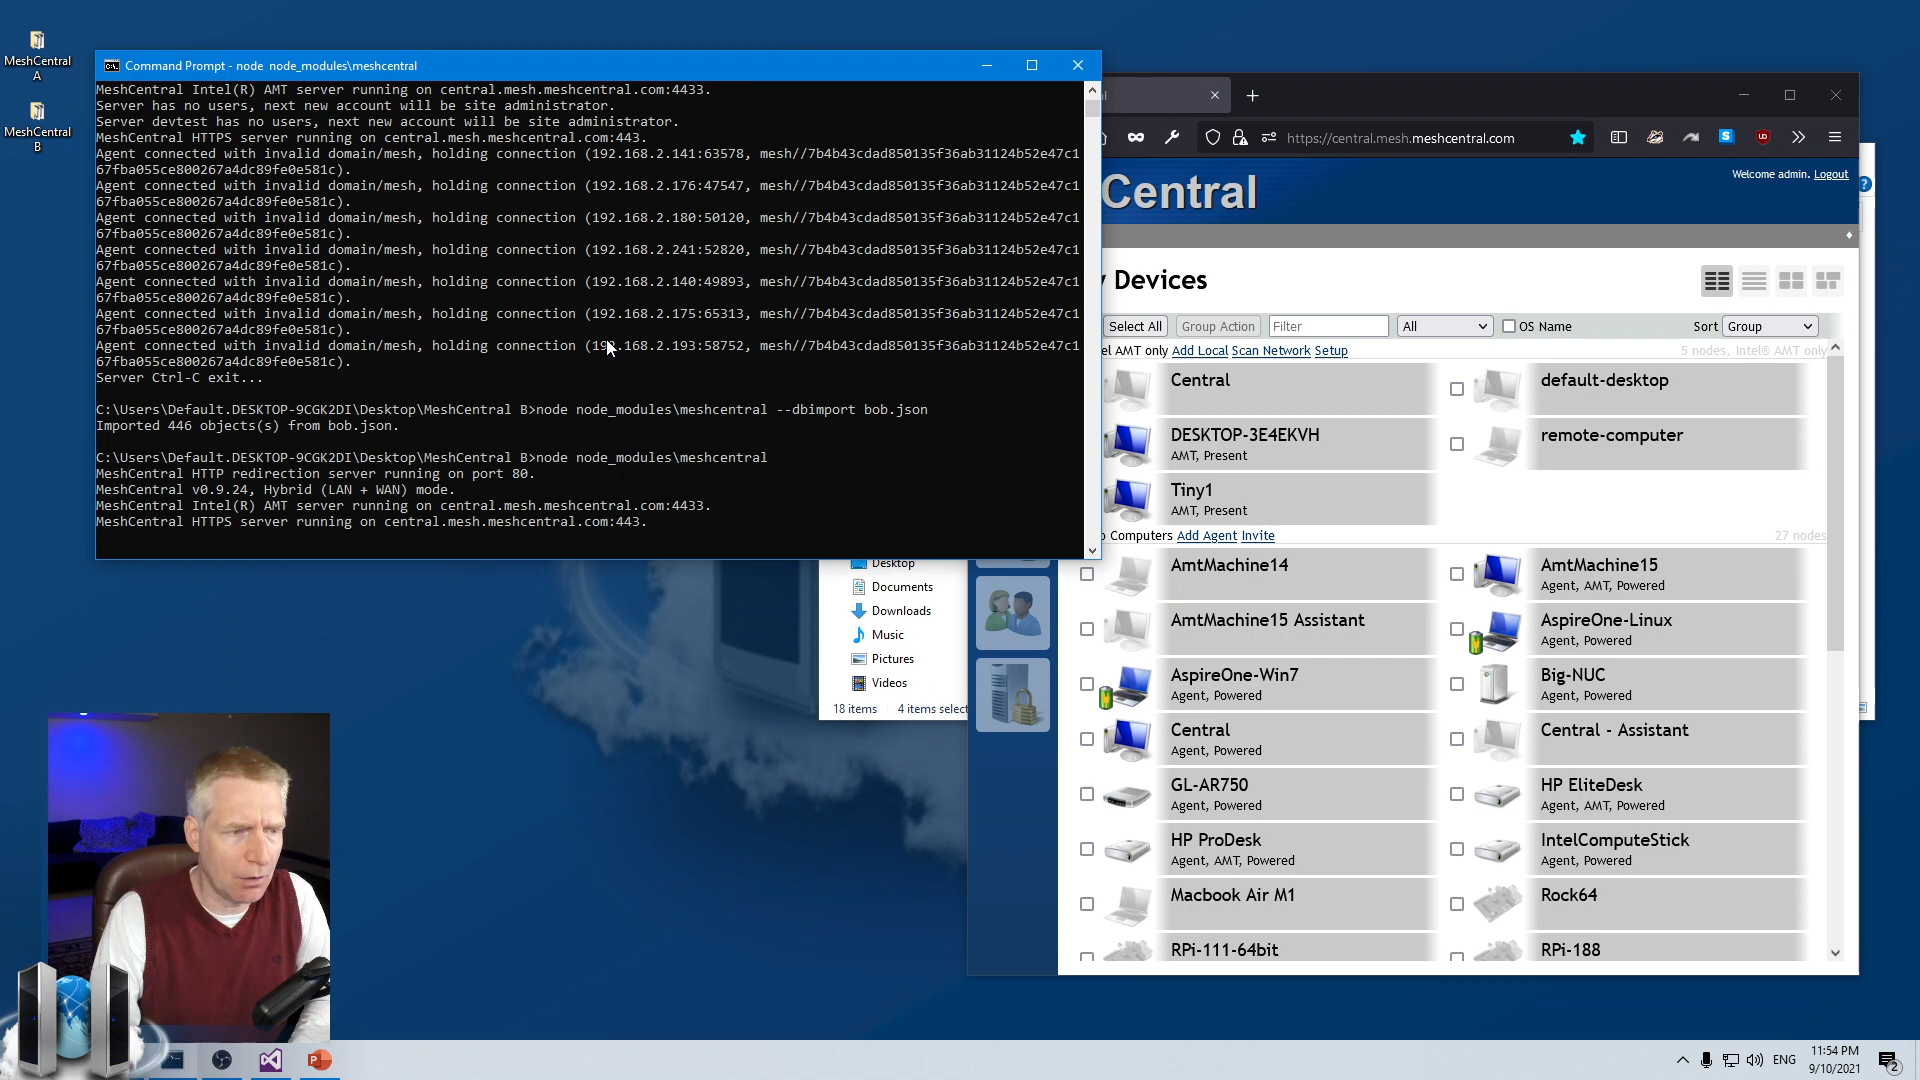 MeshCentral
A
MeshCentral
B
Command Prompt - node  node_modules\meshcentral
MeshCentral Intel(R) AMT server running on central.mesh.meshcentral.com:4433.
Server has no users, next new account will be site administrator.
Server devtest has no users, next new account will be site administrator.
MeshCentral HTTPS server running on central.mesh.meshcentral.com:443.
Agent connected with invalid domain/mesh, holding connection (192.168.2.141:63578, mesh//7b4b43cdad850135f36ab31124b52e47c1
67fba055ce800267a4dc89fe0e581c).
Agent connected with invalid domain/mesh, holding connection (192.168.2.176:47547, mesh//7b4b43cdad850135f36ab31124b52e47c1
67fba055ce800267a4dc89fe0e581c).
Agent connected with invalid domain/mesh, holding connection (192.168.2.180:50120, mesh//7b4b43cdad850135f36ab31124b52e47c1
67fba055ce800267a4dc89fe0e581c).
Agent connected with invalid domain/mesh, holding connection (192.168.2.241:52820, mesh//7b4b43cdad850135f36ab31124b52e47c1
67fba055ce800267a4dc89fe0e581c).
Agent connected with invalid domain/mesh, holding connection (192.168.2.140:49893, mesh//7b4b43cdad850135f36ab31124b52e47c1
67fba055ce800267a4dc89fe0e581c).
Agent connected with invalid domain/mesh, holding connection (192.168.2.175:65313, mesh//7b4b43cdad850135f36ab31124b52e47c1
67fba055ce800267a4dc89fe0e581c).
Agent connected with invalid domain/mesh, holding connection (192.168.2.193:58752, mesh//7b4b43cdad850135f36ab31124b52e47c1
67fba055ce800267a4dc89fe0e581c).
Server Ctrl-C exit...
C:\Users\Default.DESKTOP-9CGK2DI\Desktop\MeshCentral B>node node_modules\meshcentral --dbimport bob.json
Imported 446 objects(s) from bob.json.
C:\Users\Default.DESKTOP-9CGK2DI\Desktop\MeshCentral B>node node_modules\meshcentral
MeshCentral HTTP redirection server running on port 80.
MeshCentral v0.9.24, Hybrid (LAN + WAN) mode.
MeshCentral Intel(R) AMT server running on central.mesh.meshcentral.com:4433.
MeshCentral HTTPS server running on central.mesh.meshcentral.com:443.
https://central.mesh.meshcentral.com
Central
Welcome admin. Logout
Devices
Select All Group Action Filter All OS Name Sort Group
el AMT only Add Local Scan Network Setup 5 nodes, Intel® AMT only
Central
default-desktop
DESKTOP-3E4EKVH
AMT, Present
remote-computer
Tiny1
AMT, Present
Computers Add Agent Invite 27 nodes
AmtMachine14
AmtMachine15
Agent, AMT, Powered
AmtMachine15 Assistant
AspireOne-Linux
Agent, Powered
AspireOne-Win7
Agent, Powered
Big-NUC
Agent, Powered
Central
Agent, Powered
Central - Assistant
GL-AR750
Agent, Powered
HP EliteDesk
Agent, AMT, Powered
HP ProDesk
Agent, AMT, Powered
IntelComputeStick
Agent, Powered
Macbook Air M1
Rock64
RPi-111-64bit
RPi-188
Desktop
Documents
Downloads
Music
Pictures
Videos
18 items 4 items select
ENG
11:54 PM
9/10/2021
2